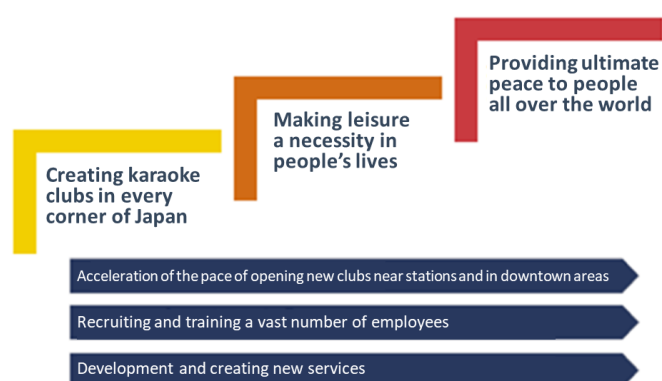 Providing ultimate
peace to people
all over the world
Making leisure
a necessity in
people's lives
Creating karaoke
clubs in every
corner of Japan
Acceleration of the pace of opening new clubs near stations and in downtown areas
Recruiting and training a vast number of employees
Development and creating new services